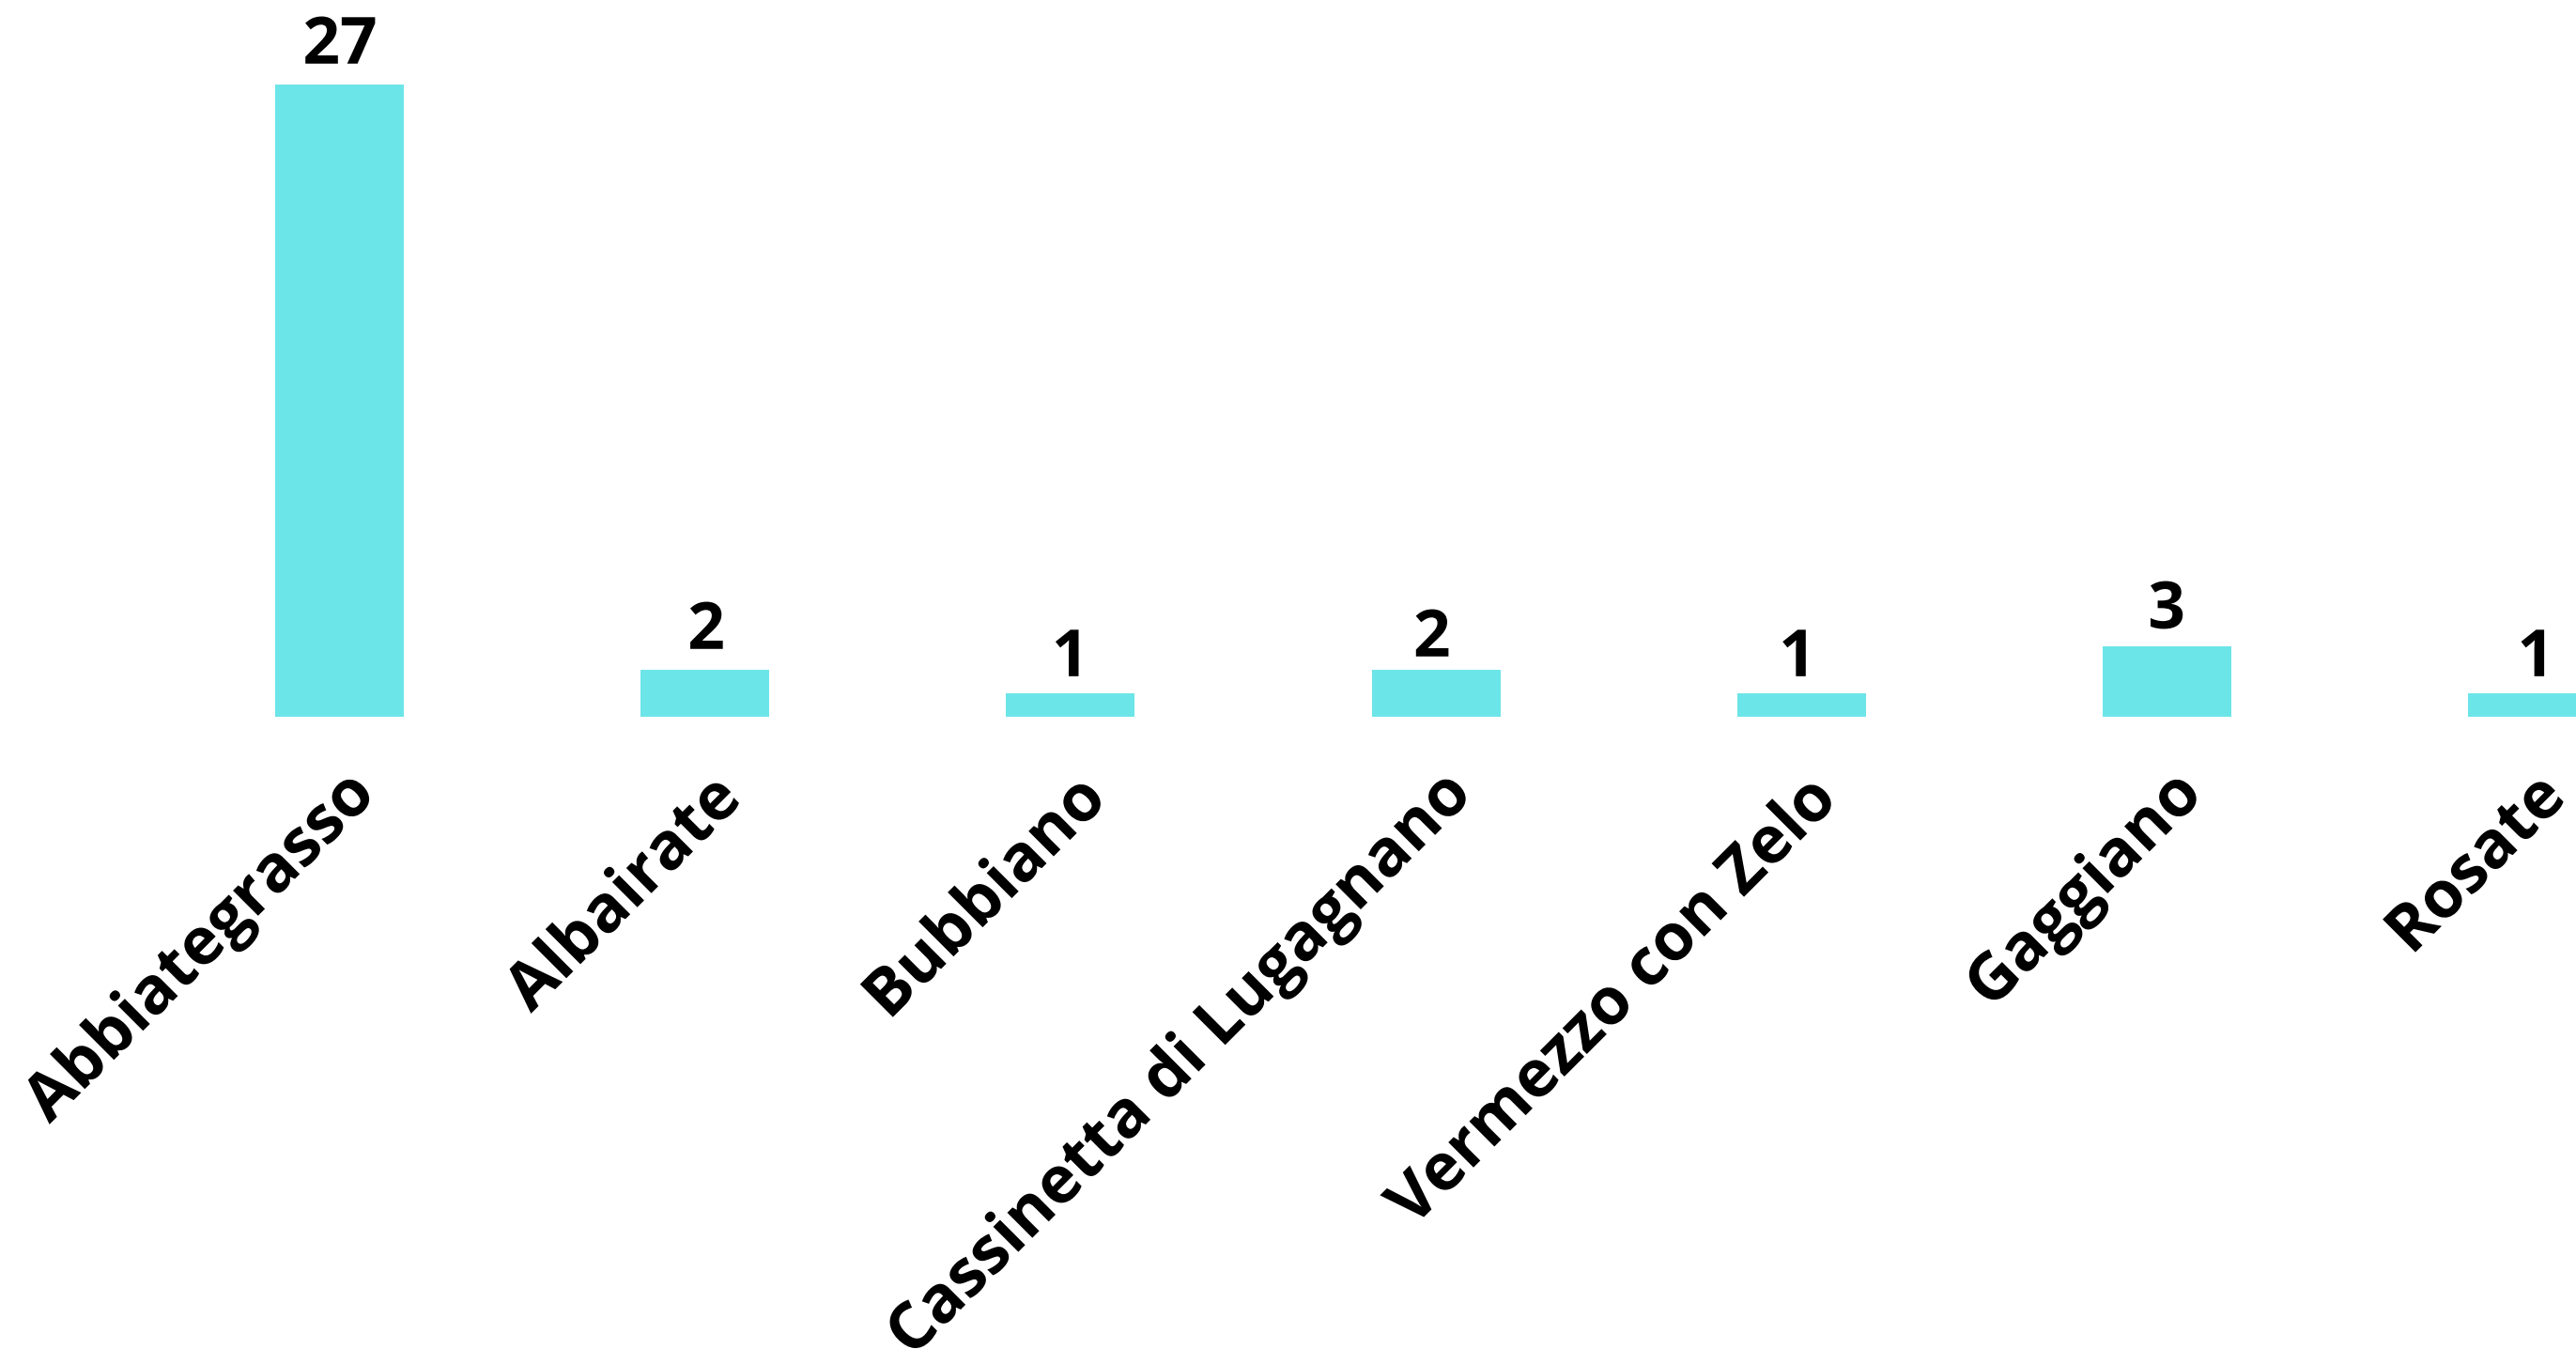 27
2
1
2
1
3
1
Abbiategrasso
Albairate
Bubbiano
Cassinetta di Lugagnano
Vermezzo con Zelo
Gaggiano
Rosate